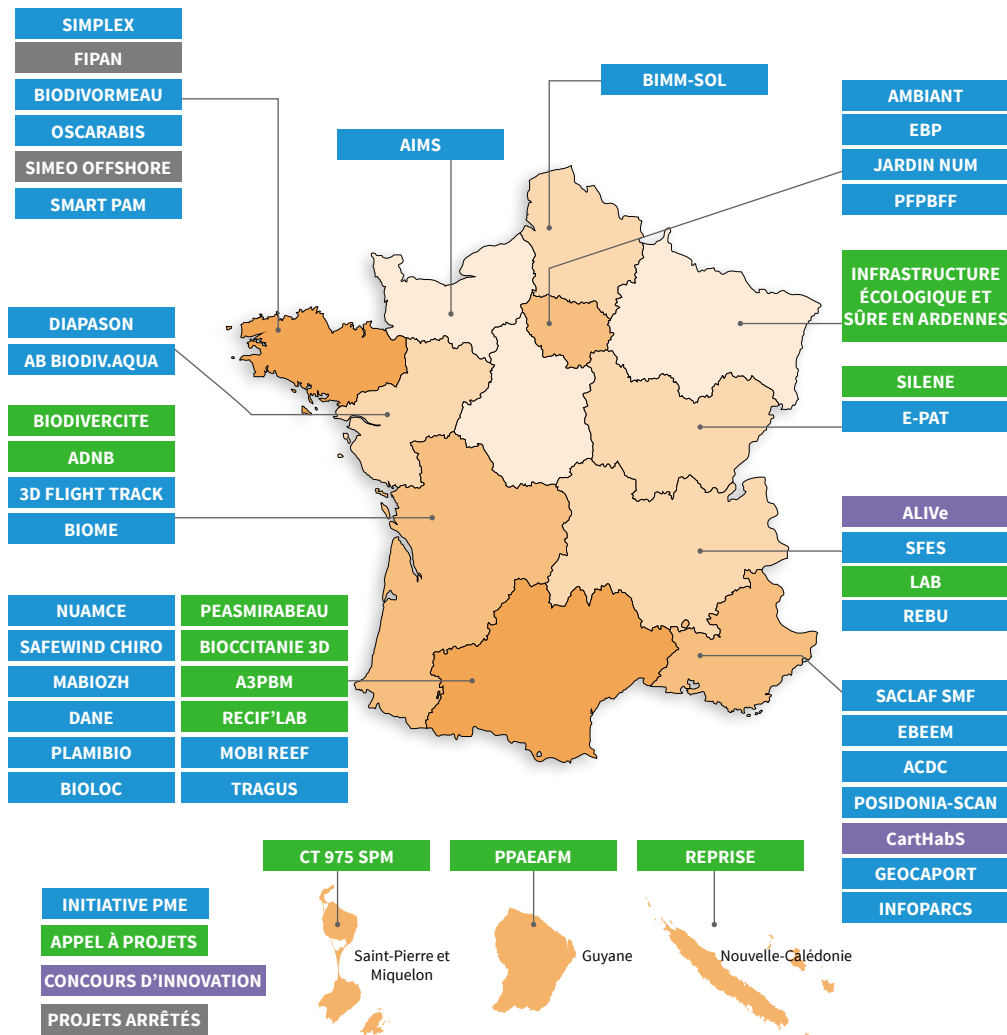 SIMPLEX
FIPAN
BIODIVORMEAU
OSCARABIS
SIMEO OFFSHORE
SMART PAM
AIMS
BIMM-SOL
AMBIANT
EBP
JARDIN NUM
PFPBFF
INFRASTRUCTURE
ÉCOLOGIQUE ET
SÛRE EN ARDENNES
SILENE
E-PAT
DIAPASON
AB BIODIV.AQUA
BIODIVERCITE
ADNB
3D FLIGHT TRACK
BIOME
ALIVe
SFES
LAB
REBU
NUAMCE
SAFEWIND CHIRO
MABIOZH
DANE
PLAMIBIO
BIOLOC
PEASMIRABEAU
BIOCCITANIE 3D
A3PBM
RECIF’LAB
MOBI REEF
TRAGUS
SACLAF SMF
EBEEM
ACDC
POSIDONIA-SCAN
CartHabS
GEOCAPORT
INFOPARCS
CT 975 SPM
PPAEAFM
REPRISE
Saint-Pierre et
Miquelon
Guyane
Nouvelle-Calédonie
INITIATIVE PME
APPEL À PROJETS
CONCOURS D’INNOVATION
PROJETS ARRÊTÉS